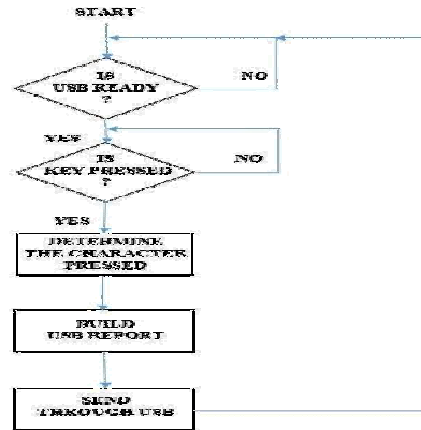 START
IS
USB READY
?
NO
YES
IS
KEY PRESSED
?
NO
YES
DETERMINE
THE CHARACTER
PRESSED
BUILD
USB REPORT
SEND
THROUGH USB